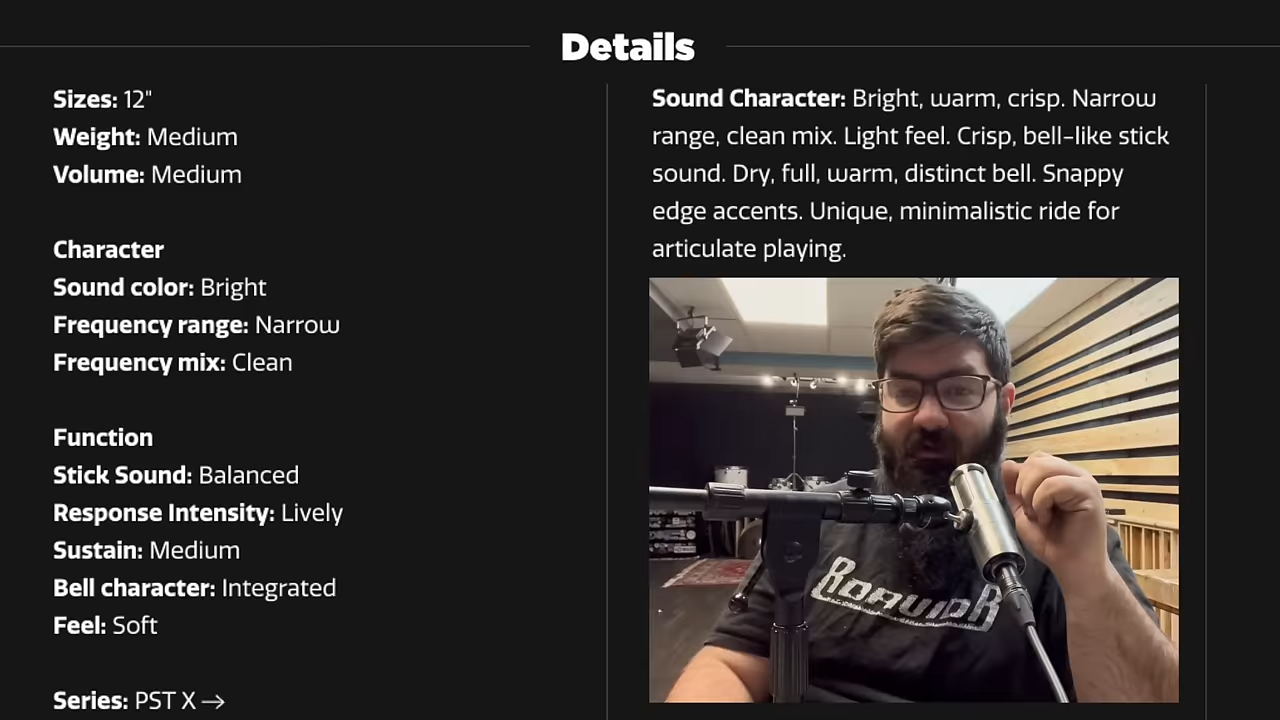 Details
Sizes: 12"
Weight: Medium
Volume: Medium
Character
Sound color: Bright
Frequency range: Narrow
Frequency mix: Clean
Function
Stick Sound: Balanced
Response Intensity: Lively
Sustain: Medium
Bell character: Integrated
Feel: Soft
Series: PST X →
Sound Character: Bright, warm, crisp. Narrow
range, clean mix. Light feel. Crisp, bell-like stick
sound. Dry, full, warm, distinct bell. Snappy
edge accents. Unique, minimalistic ride for
articulate playing.